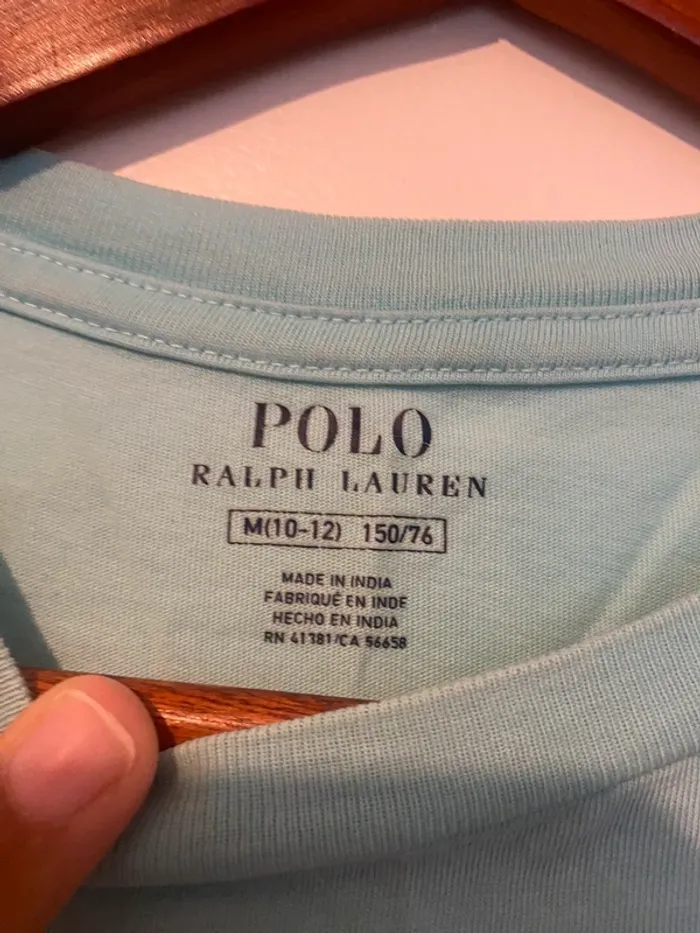 POLO
RALPH LAUREN
M(10-12) 150/76
MADE IN INDIA
FABRIQUÉ EN INDE
HECHO EN INDIA
RN 41381/CA 56658